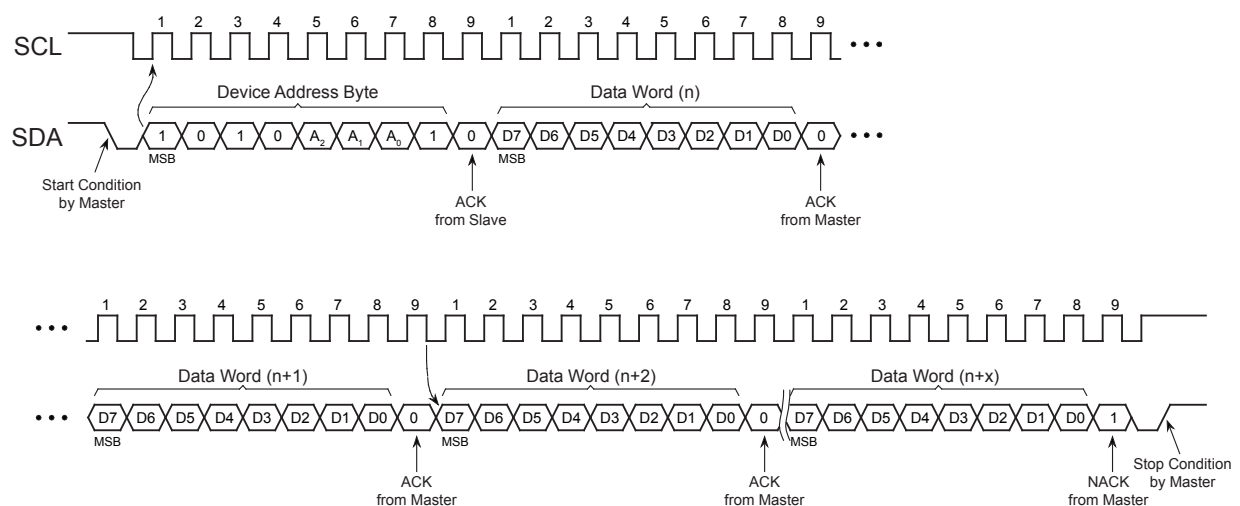 1 2 3 4 5 6 7 8 9 1 2 3 4 5 6 7 8 9
SCL •••
Device Address Byte Data Word (n)
SDA 1 0 1 0 A2 A1 A0 1 0 D7 D6 D5 D4 D3 D2 D1 D0 0 •••
MSB MSB
Start Condition
by Master
ACK
from Slave
ACK
from Master
1 2 3 4 5 6 7 8 9 1 2 3 4 5 6 7 8 9 1 2 3 4 5 6 7 8 9
•••
Data Word (n+1) Data Word (n+2) Data Word (n+x)
••• D7 D6 D5 D4 D3 D2 D1 D0 0 D7 D6 D5 D4 D3 D2 D1 D0 0 D7 D6 D5 D4 D3 D2 D1 D0 1
MSB MSB MSB
ACK
from Master
ACK
from Master
NACK
from Master
Stop Condition
by Master